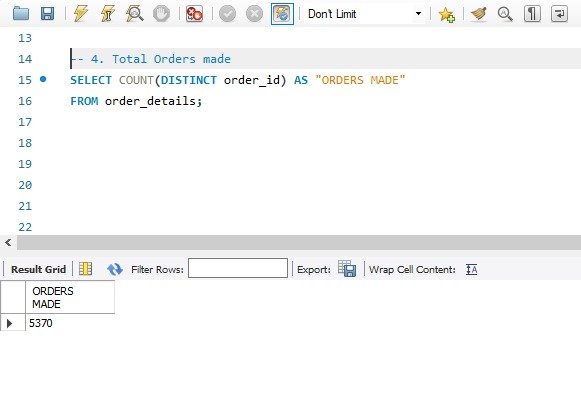 Don't Limit
13
14 -- 4. Total Orders made
15 SELECT COUNT(DISTINCT order_id) AS "ORDERS MADE"
16 FROM order_details;
17
18
19
20
21
22
Result Grid Filter Rows: Export: Wrap Cell Content:
ORDERS
MADE
5370